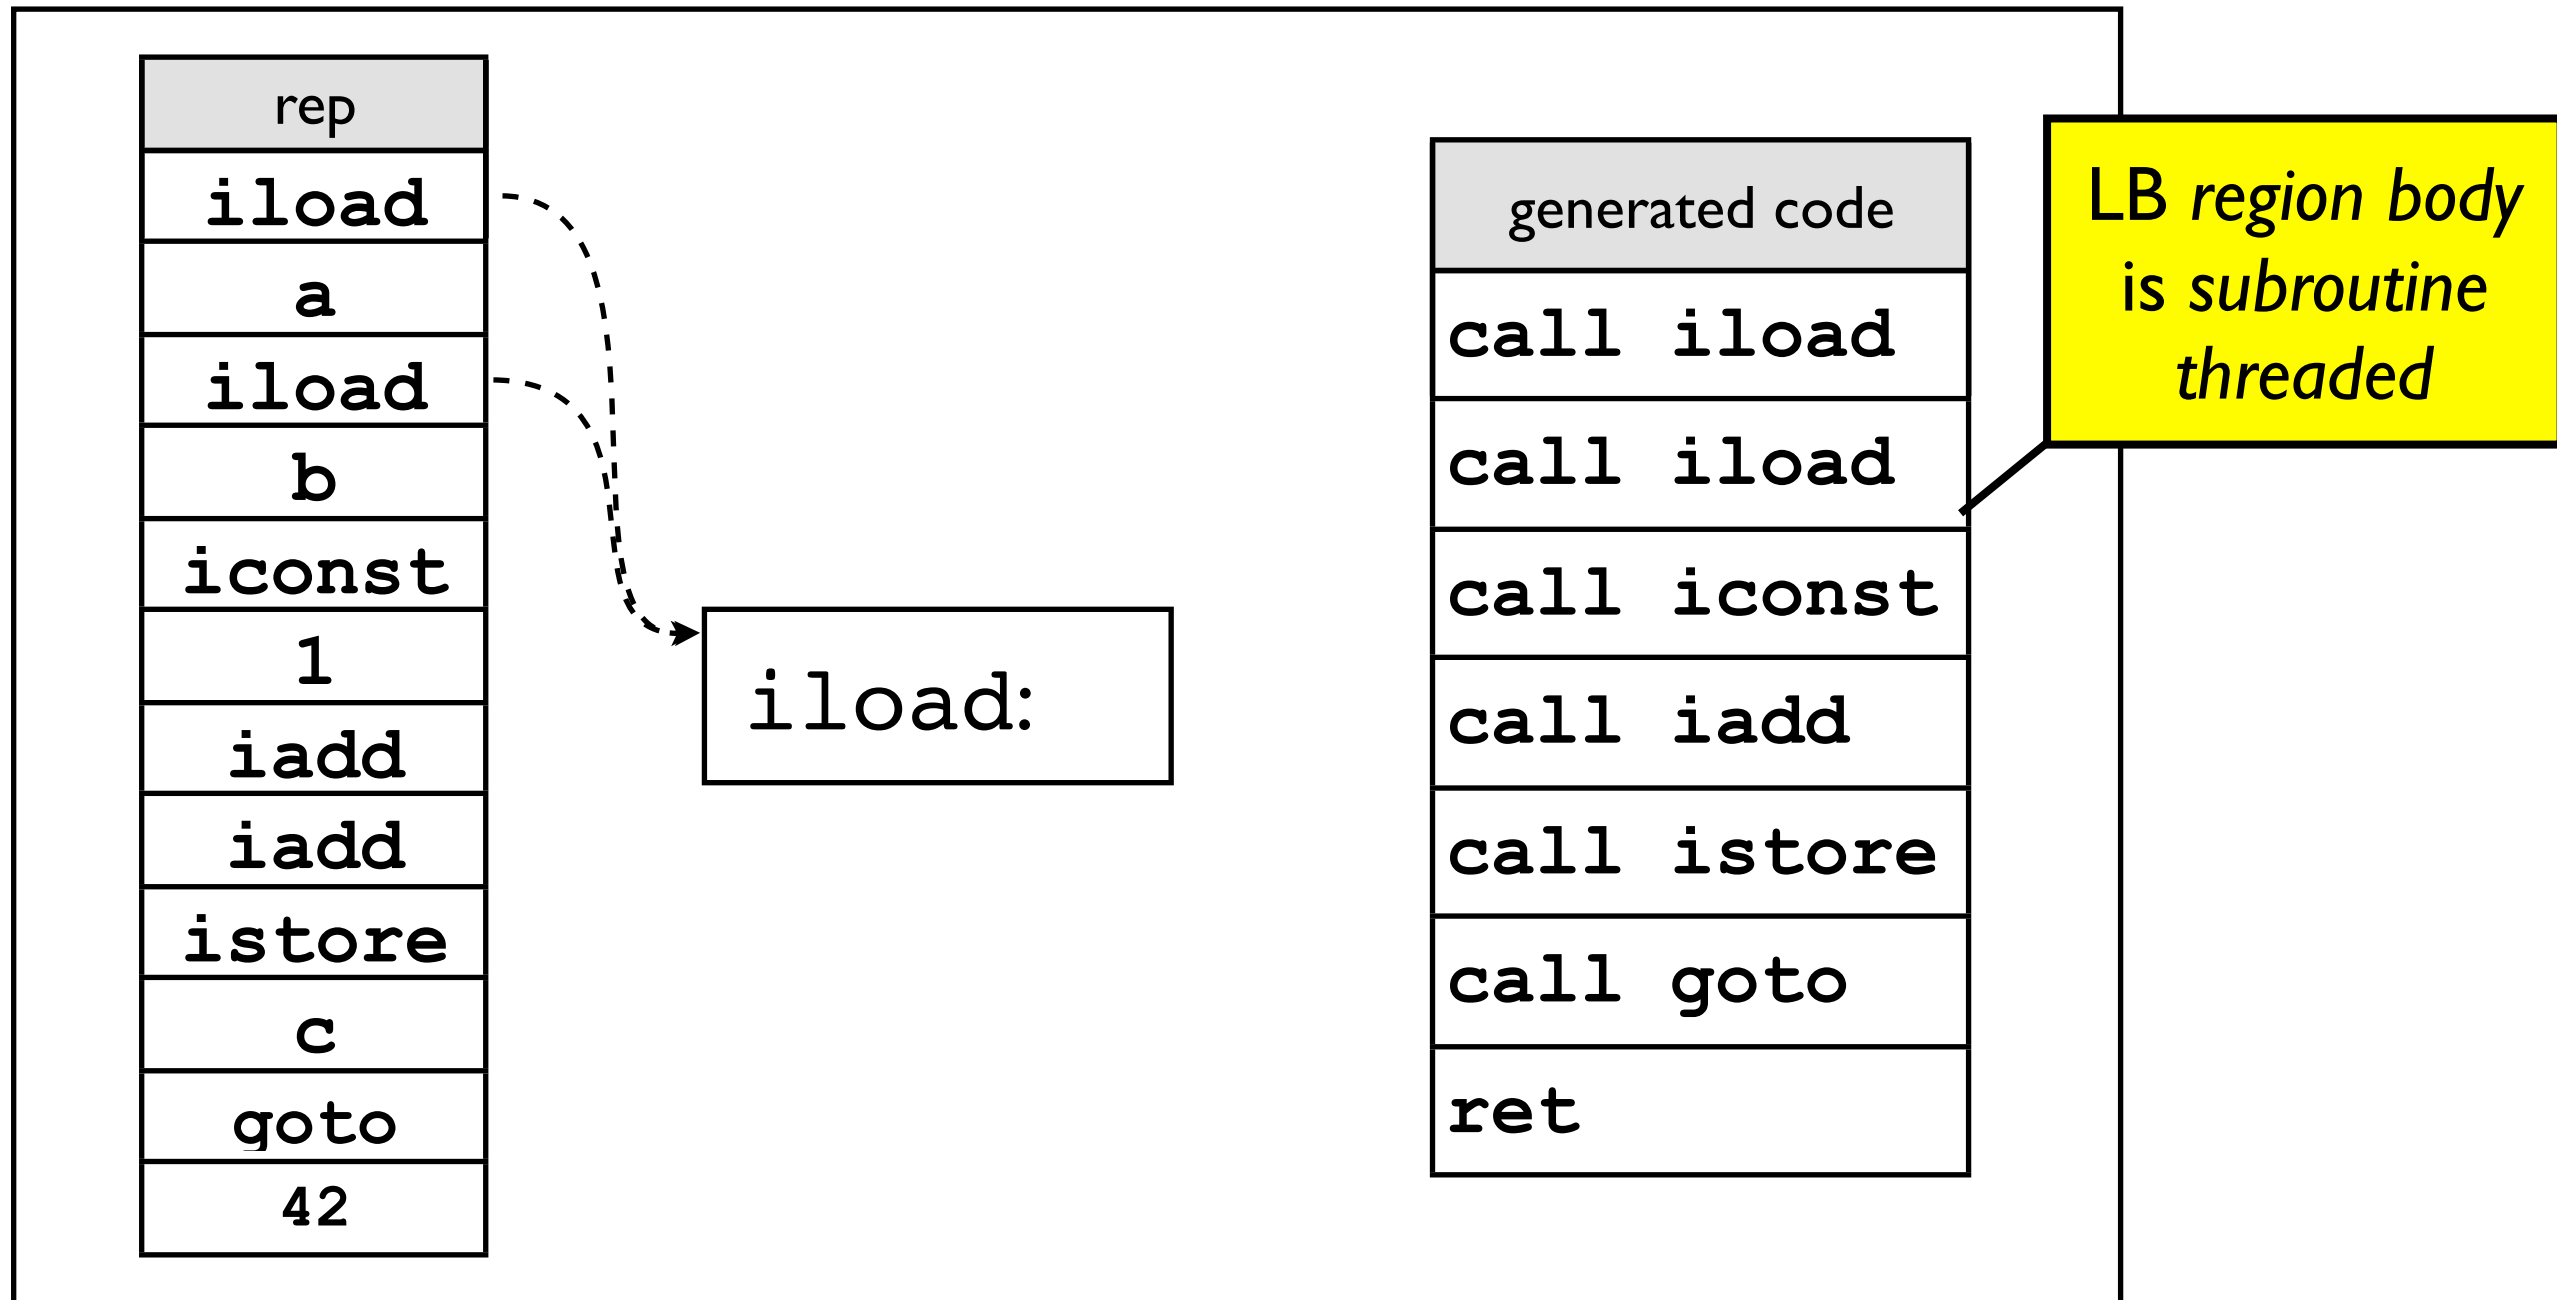 rep
iload
a
iload
b
iconst
1
iadd
iadd
istore
c
goto
42
iload:
generated code
call iload
call iload
call iconst
call iadd
call istore
call goto
ret
LB region body
is subroutine
threaded